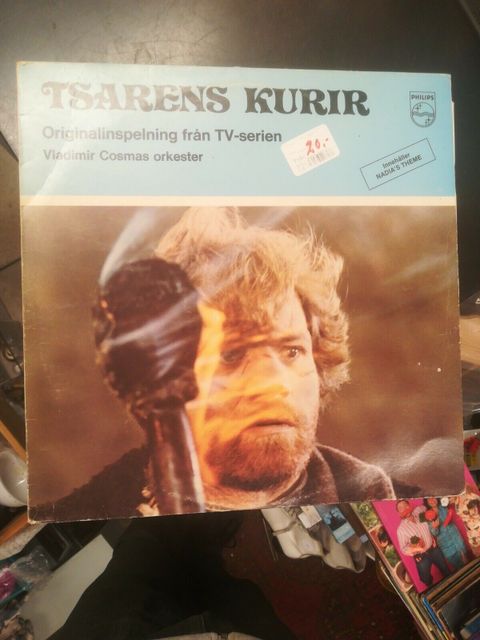 TSARENS KURIR
Originalinspelning från TV-serien
Vladimir Cosmas orkester
PHILIPS
20.-
Innehåller
NADIA'S THEME